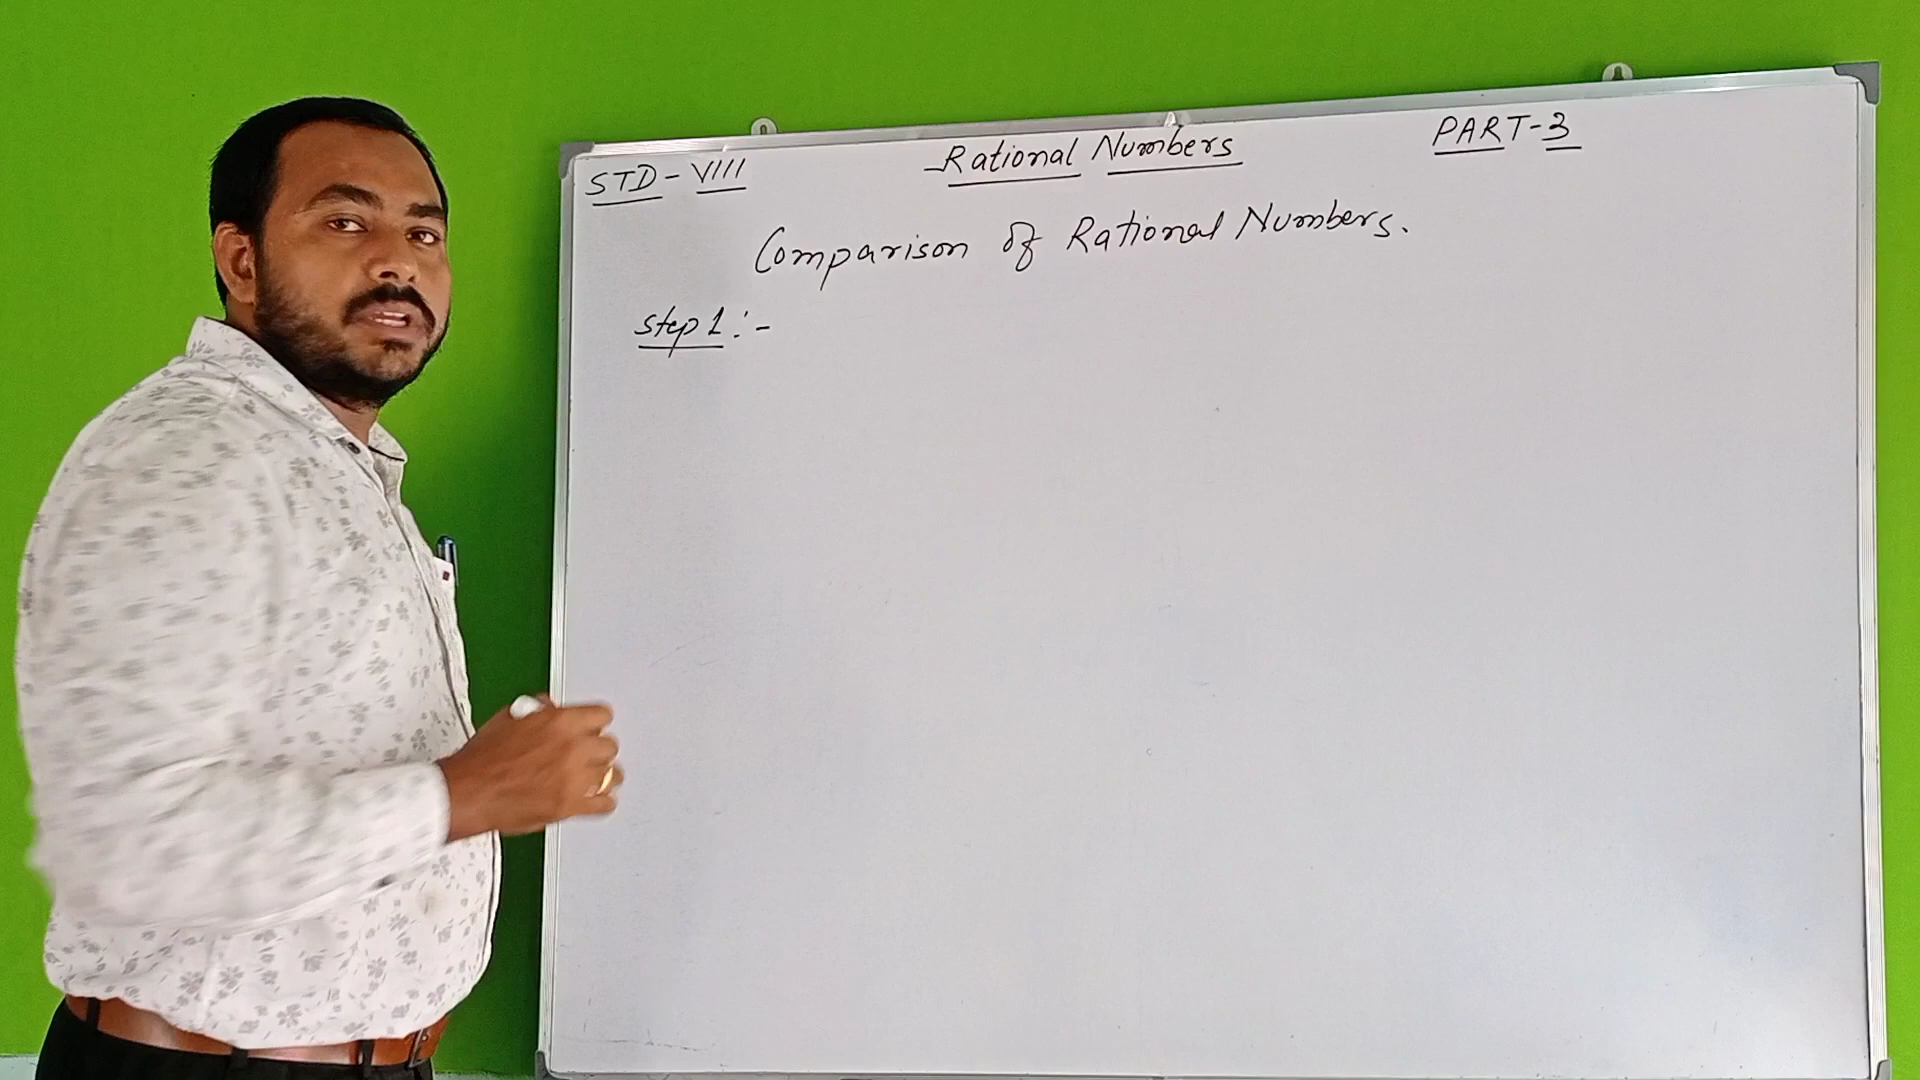 STD - VIII Rational Numbers PART-3
Comparison of Rational Numbers.
Step 1 :-